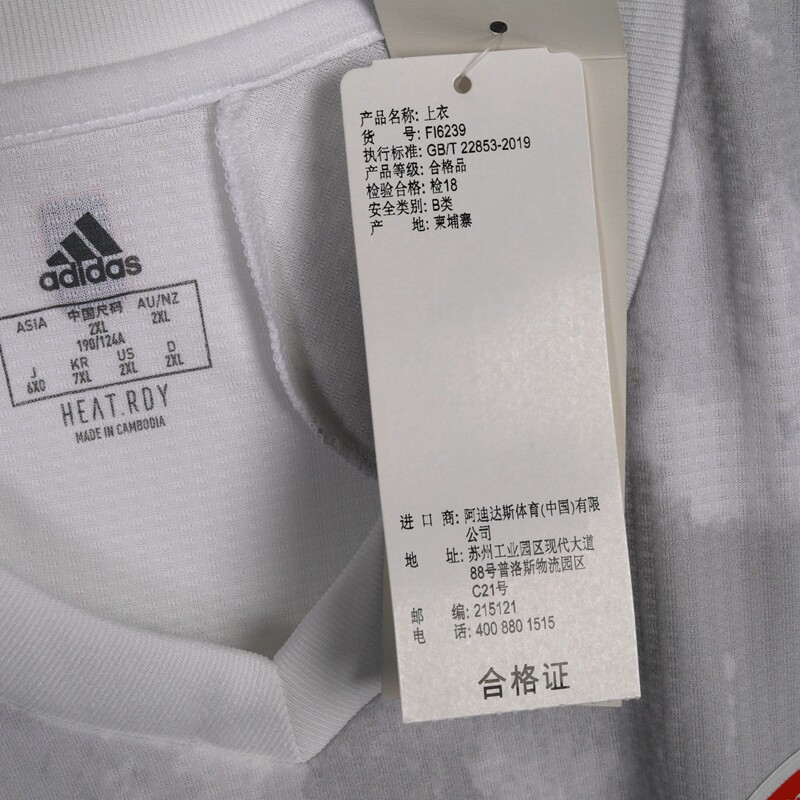 产品名称: 上衣
货 号: FI6239
执行标准: GB/T 22853-2019
产品等级: 合格品
检验合格: 检18
安全类别: B类
产 地: 柬埔寨
adidas
ASIA 中国尺码 AU/NZ
2XL 2XL
190/124A
J KR US D
6XO 7XL 2XL 2XL
HEAT.RDY
MADE IN CAMBODIA
进 口 商: 阿迪达斯体育(中国)有限
公司
地 址: 苏州工业园区现代大道
88号普洛斯物流园区
C21号
邮 编: 215121
电 话: 400 880 1515
合格证